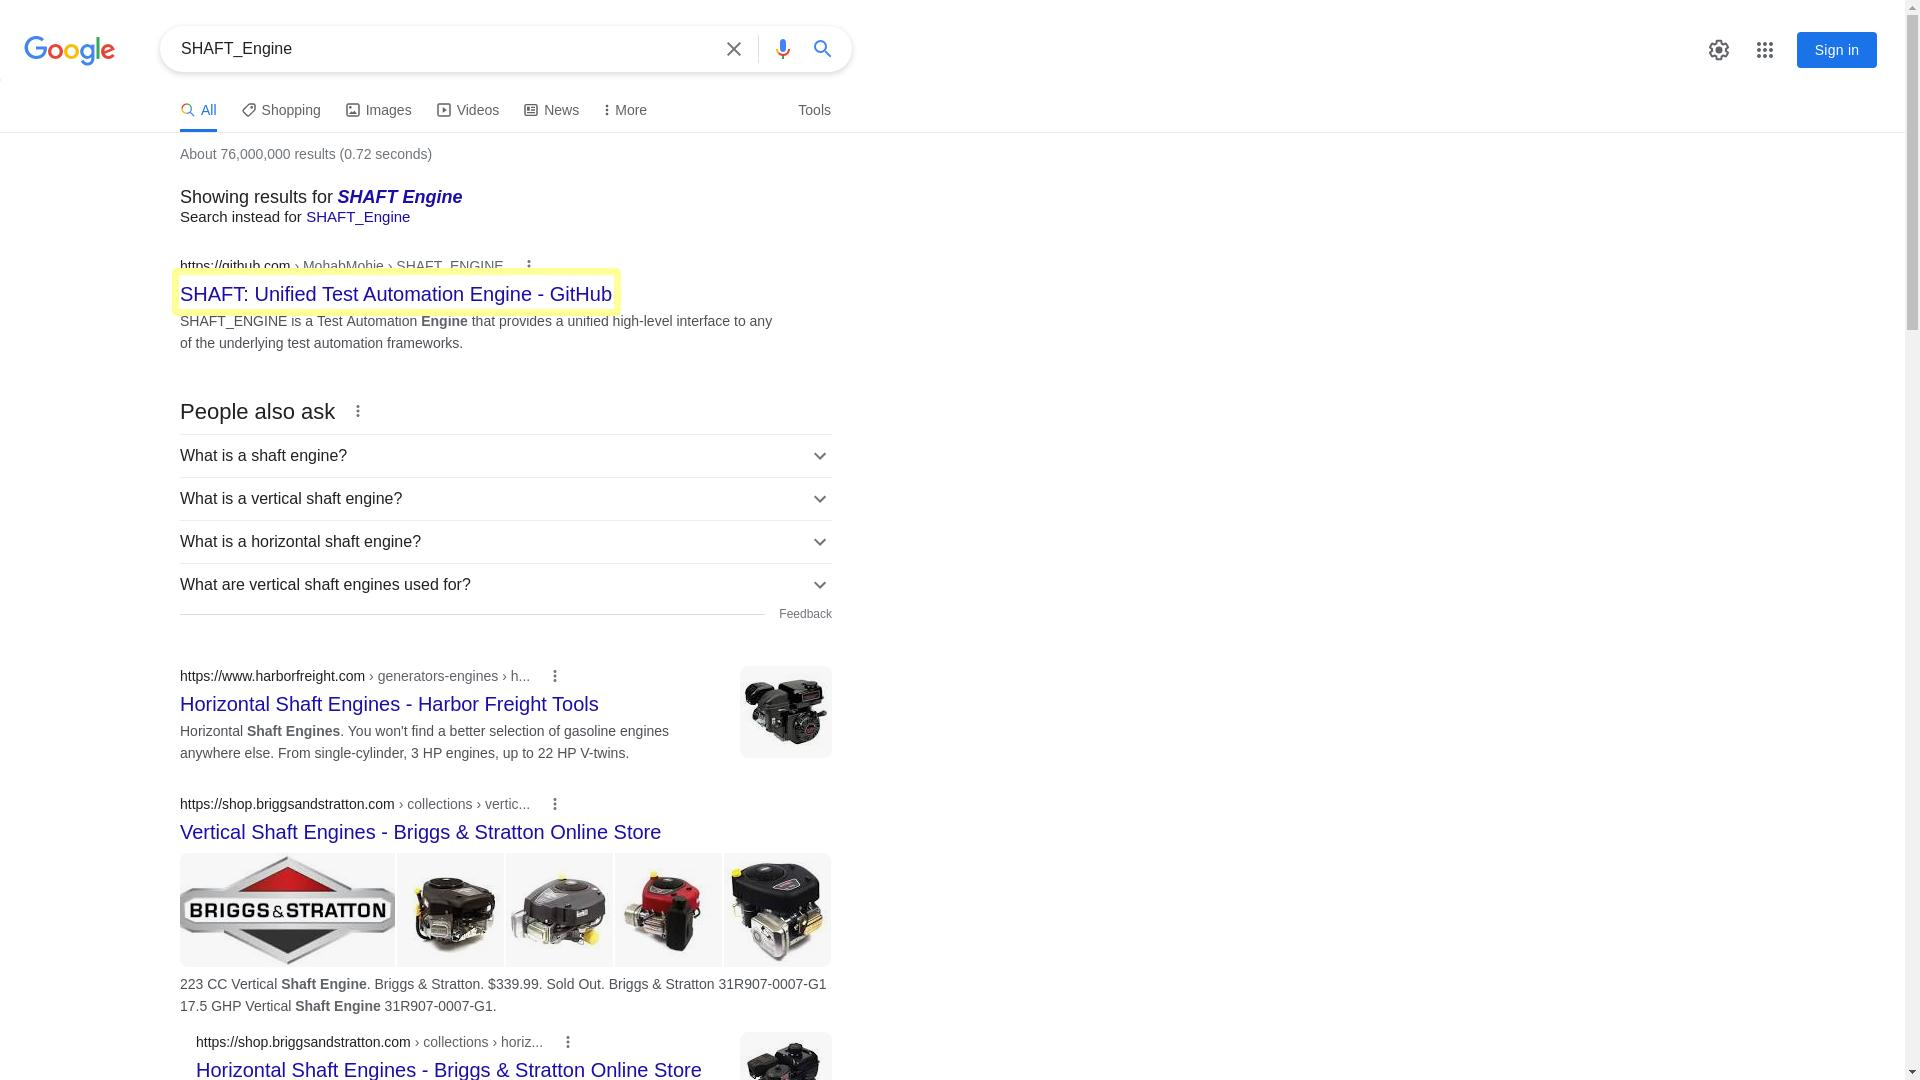 Google
SHAFT_Engine
Sign in
All
Shopping
Images
Videos
News
More
Tools
About 76,000,000 results (0.72 seconds)
Showing results for SHAFT Engine
Search instead for SHAFT_Engine
https://github.com › MohabMohie › SHAFT_ENGINE
SHAFT: Unified Test Automation Engine - GitHub
SHAFT_ENGINE is a Test Automation Engine that provides a unified high-level interface to any
of the underlying test automation frameworks.
People also ask
What is a shaft engine?
What is a vertical shaft engine?
What is a horizontal shaft engine?
What are vertical shaft engines used for?
Feedback
https://www.harborfreight.com › generators-engines › h...
Horizontal Shaft Engines - Harbor Freight Tools
Horizontal Shaft Engines. You won't find a better selection of gasoline engines
anywhere else. From single-cylinder, 3 HP engines, up to 22 HP V-twins.
https://shop.briggsandstratton.com › collections › vertic...
Vertical Shaft Engines - Briggs & Stratton Online Store
BRIGGS & STRATTON
223 CC Vertical Shaft Engine. Briggs & Stratton. $339.99. Sold Out. Briggs & Stratton 31R907-0007-G1
17.5 GHP Vertical Shaft Engine 31R907-0007-G1.
https://shop.briggsandstratton.com › collections › horiz...
Horizontal Shaft Engines - Briggs & Stratton Online Store